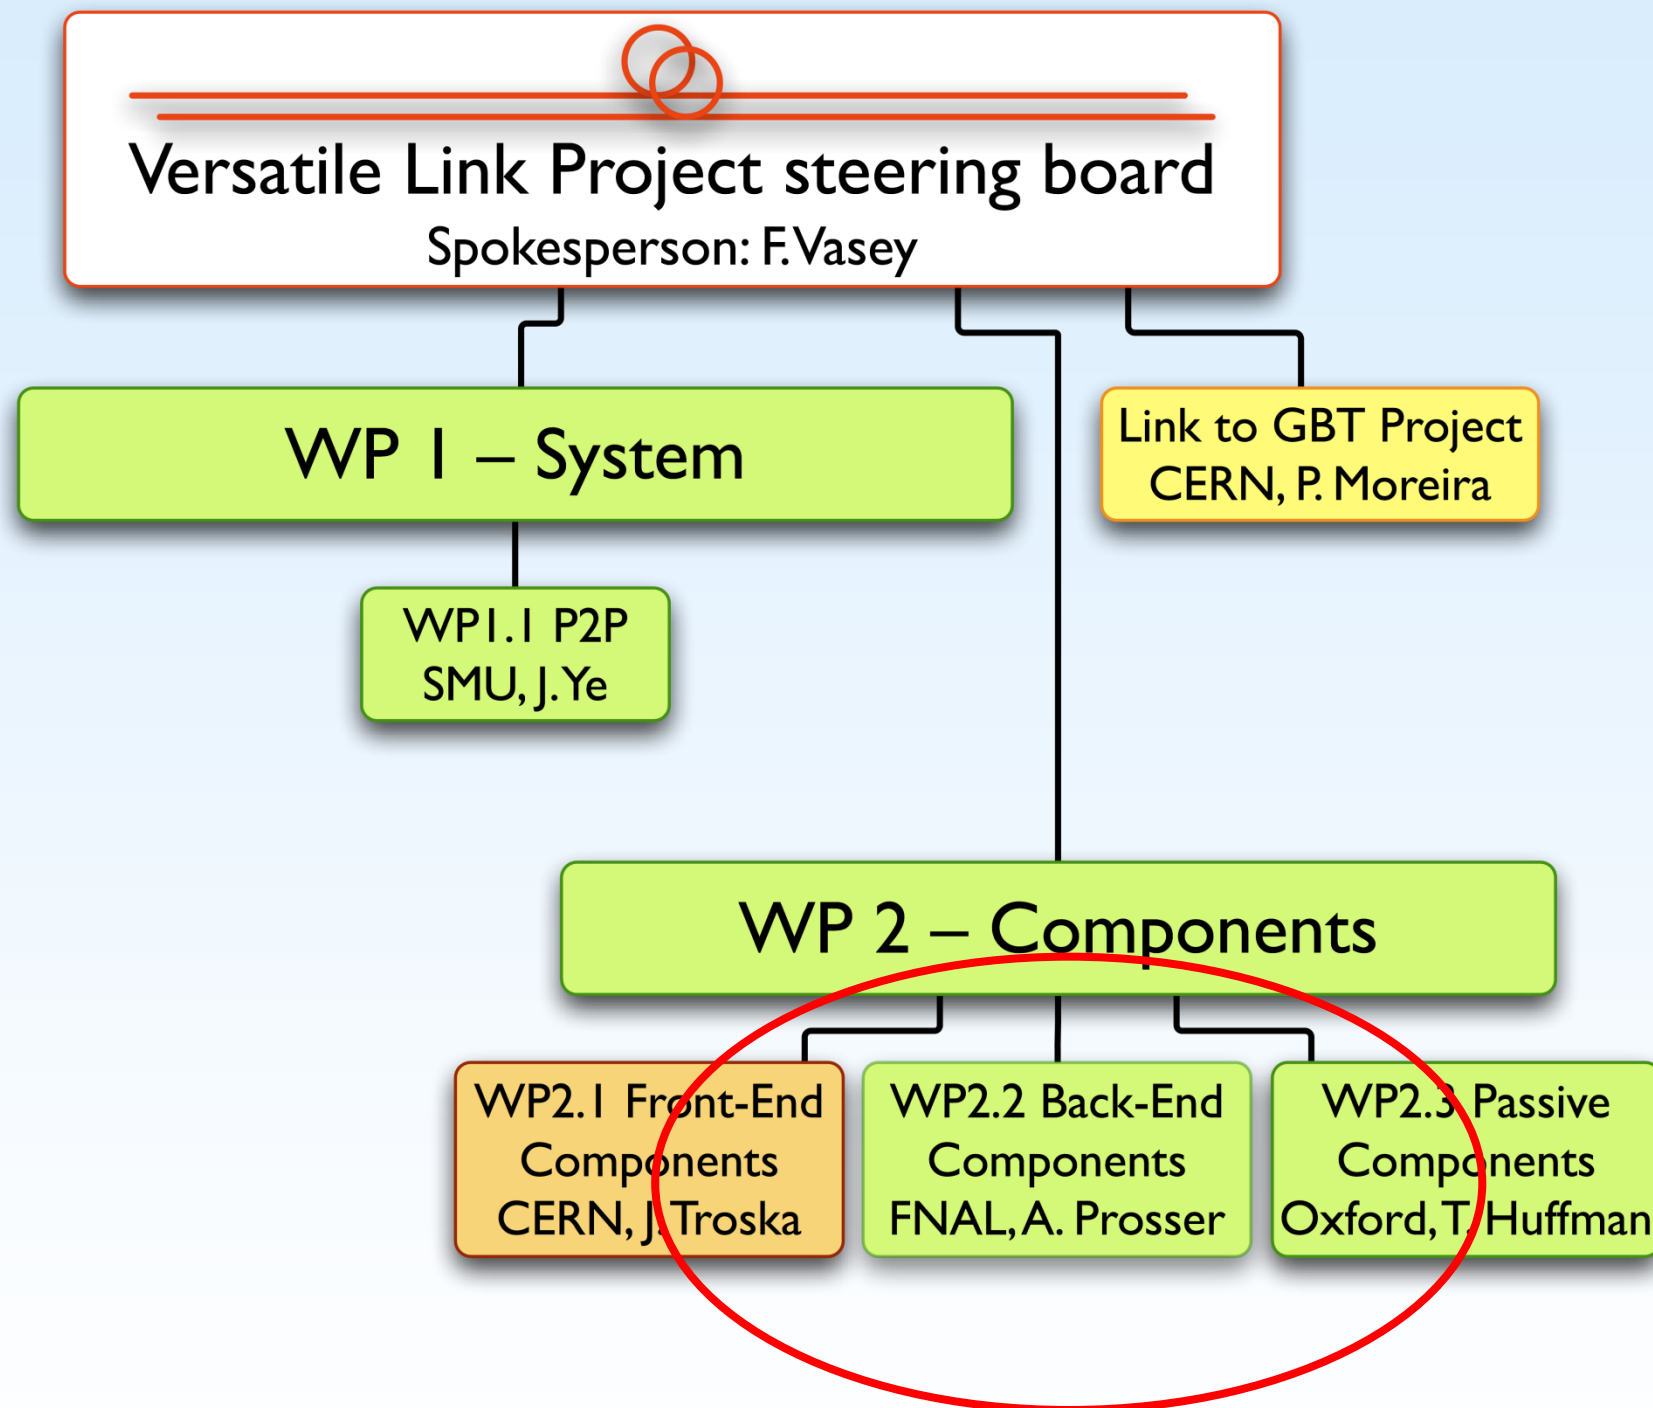 Versatile Link Project steering board
Spokesperson: F. Vasey
WP 1 – System
Link to GBT Project
CERN, P. Moreira
WP1.1 P2P
SMU, J. Ye
WP 2 – Components
WP2.1 Front-End
Components
CERN, J. Troska
WP2.2 Back-End
Components
FNAL, A. Prosser
WP2.3 Passive
Components
Oxford, T. Huffman